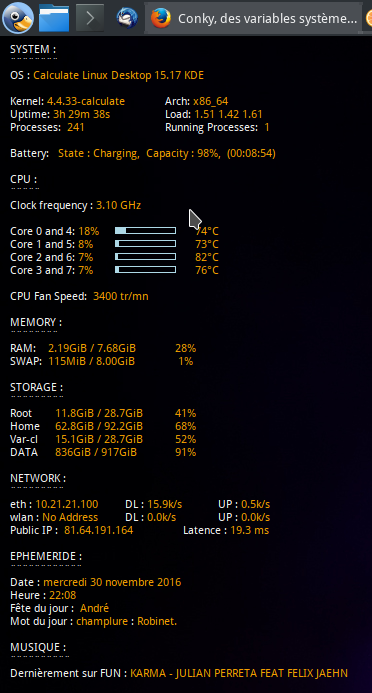 Conky, des variables système...
SYSTEM :
OS : Calculate Linux Desktop 15.17 KDE
Kernel: 4.4.33-calculate Arch: x86_64
Uptime: 3h 29m 38s Load: 1.51 1.42 1.61
Processes: 241 Running Processes: 1
Battery: State : Charging, Capacity : 98%, (00:08:54)
CPU :
Clock frequency : 3.10 GHz
Core 0 and 4: 18% 74°C
Core 1 and 5: 8% 73°C
Core 2 and 6: 7% 82°C
Core 3 and 7: 7% 76°C
CPU Fan Speed: 3400 tr/mn
MEMORY :
RAM: 2.19GiB / 7.68GiB 28%
SWAP: 115MiB / 8.00GiB 1%
STORAGE :
Root 11.8GiB / 28.7GiB 41%
Home 62.8GiB / 92.2GiB 68%
Var-cl 15.1GiB / 28.7GiB 52%
DATA 836GiB / 917GiB 91%
NETWORK :
eth : 10.21.21.100 DL : 15.9k/s UP : 0.5k/s
wlan : No Address DL : 0.0k/s UP : 0.0k/s
Public IP : 81.64.191.164 Latence : 19.3 ms
EPHEMERIDE :
Date : mercredi 30 novembre 2016
Heure : 22:08
Fête du jour : André
Mot du jour : champlure : Robinet.
MUSIQUE :
Dernièrement sur FUN : KARMA - JULIAN PERRETA FEAT FELIX JAEHN